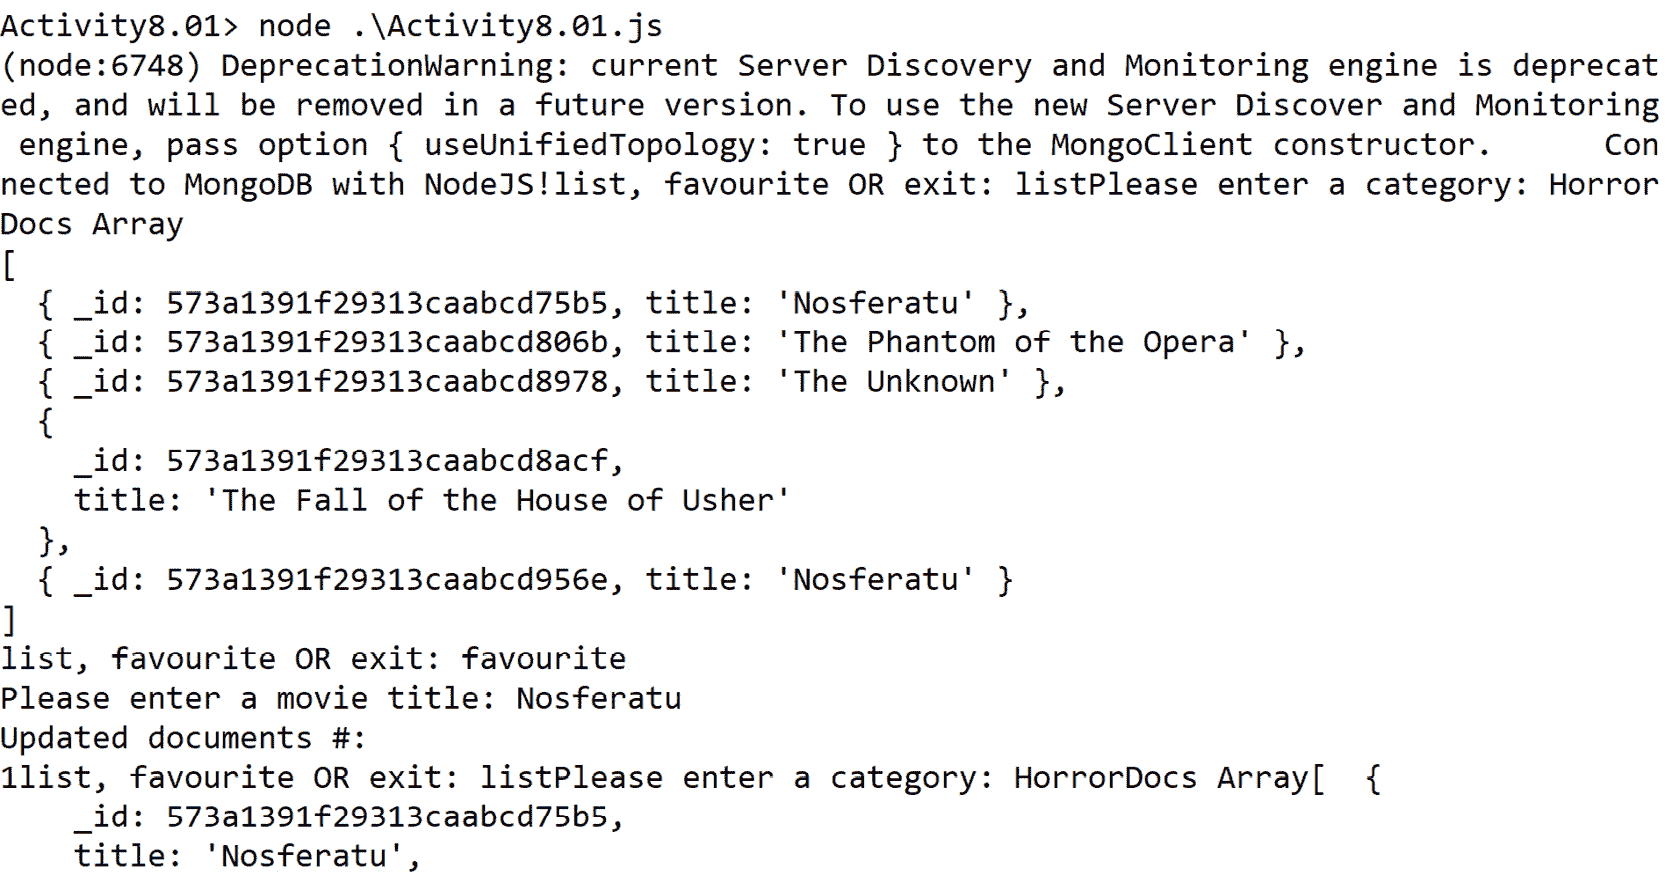 Activity8.01> node .\Activity8.01.js
(node:6748) DeprecationWarning: current Server Discovery and Monitoring engine is deprecat
ed, and will be removed in a future version. To use the new Server Discover and Monitoring
 engine, pass option { useUnifiedTopology: true } to the MongoClient constructor.      Con
nected to MongoDB with NodeJS!list, favourite OR exit: listPlease enter a category: Horror
Docs Array
[
  { _id: 573a1391f29313caabcd75b5, title: 'Nosferatu' },
  { _id: 573a1391f29313caabcd806b, title: 'The Phantom of the Opera' },
  { _id: 573a1391f29313caabcd8978, title: 'The Unknown' },
  {
    _id: 573a1391f29313caabcd8acf,
    title: 'The Fall of the House of Usher'
  },
  { _id: 573a1391f29313caabcd956e, title: 'Nosferatu' }
]
list, favourite OR exit: favourite
Please enter a movie title: Nosferatu
Updated documents #:
1list, favourite OR exit: listPlease enter a category: HorrorDocs Array[  {
    _id: 573a1391f29313caabcd75b5,
    title: 'Nosferatu',